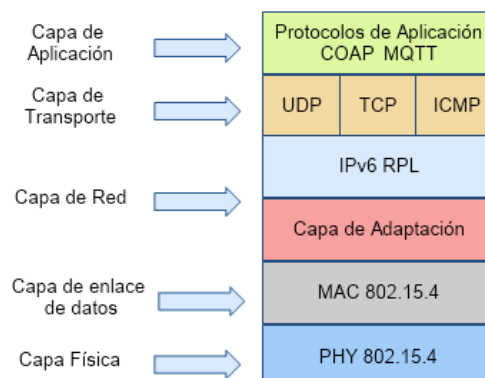 Capa de
Aplicación
Protocolos de Aplicación
COAP MQTT
Capa de
Transporte
UDP
TCP
ICMP
IPv6 RPL
Capa de Red
Capa de Adaptación
Capa de enlace
de datos
MAC 802.15.4
Capa Física
PHY 802.15.4